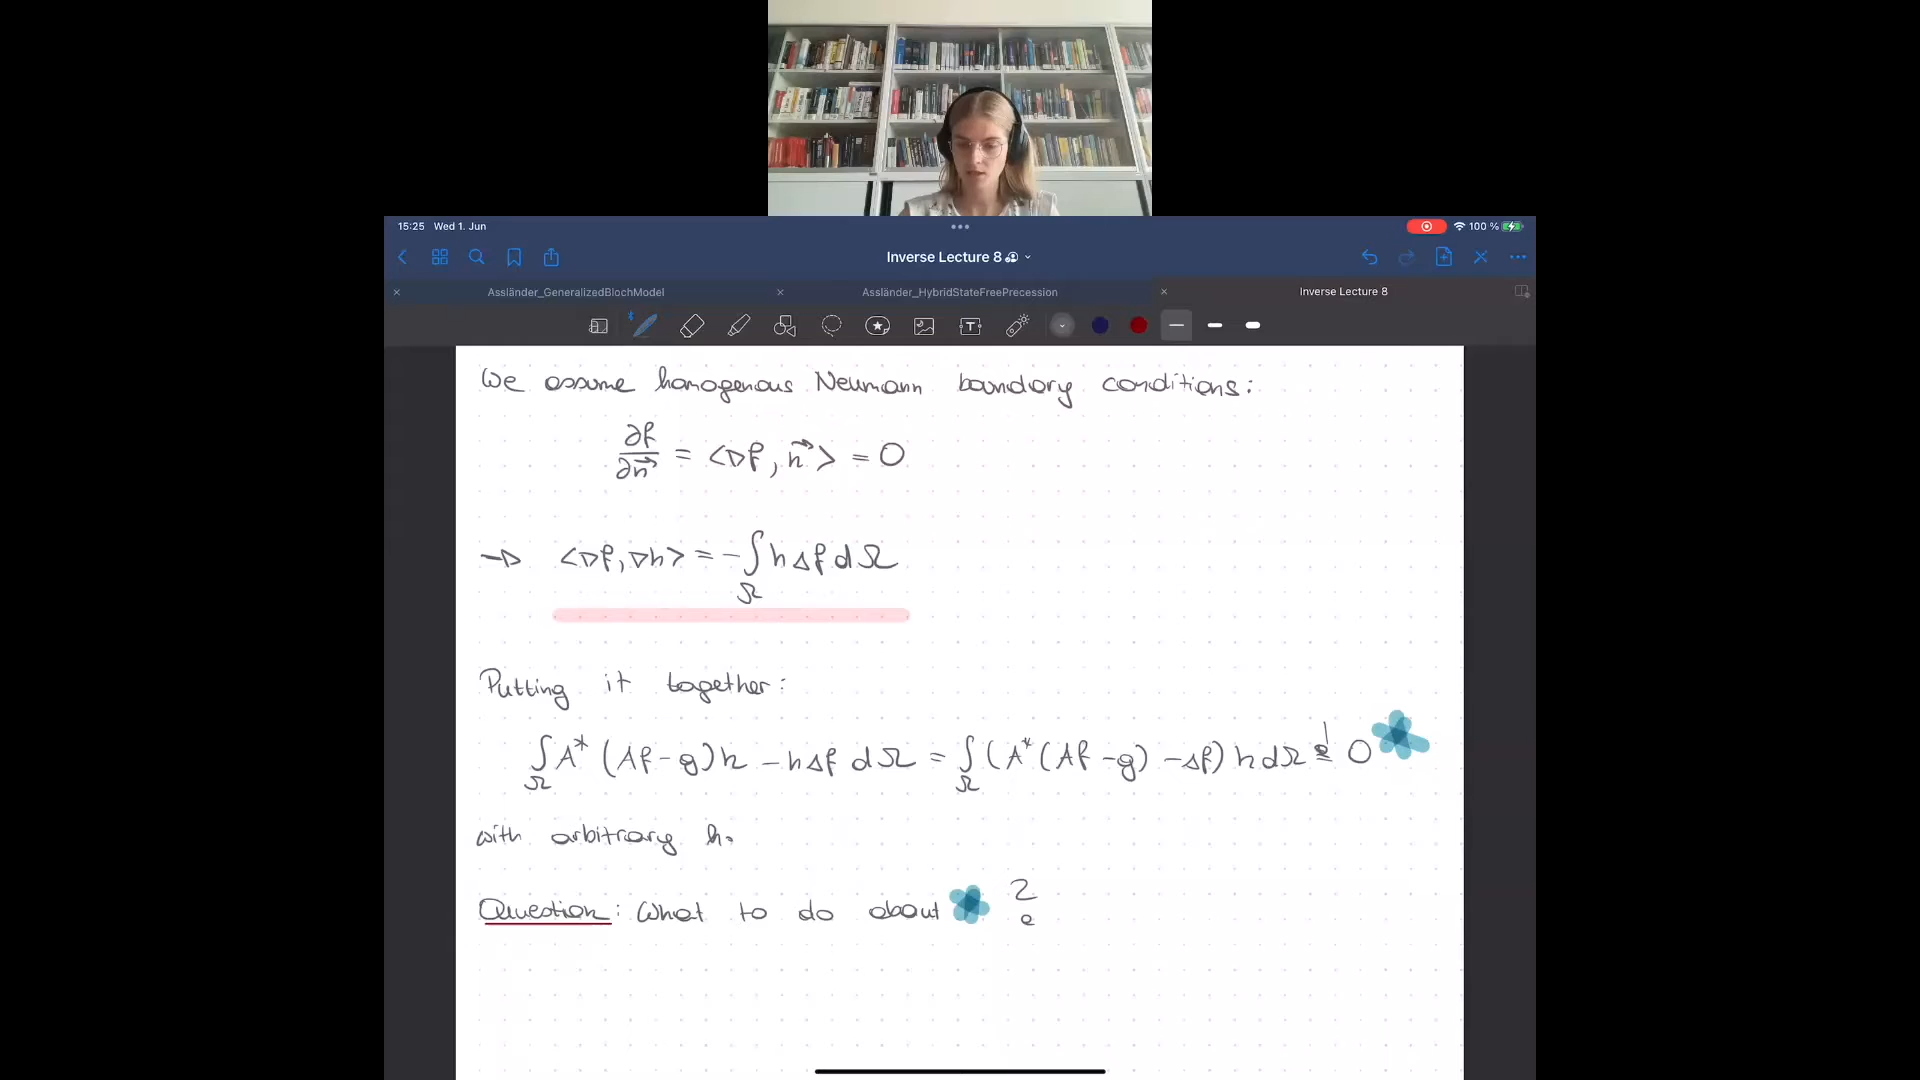 15:25 Wed 1. Jun
100 %
Inverse Lecture 8
Assländer_GeneralizedBlochModel
Assländer_HybridStateFreePrecession
Inverse Lecture 8
We assume homogenous Neumann boundary conditions:
∂f/∂n⃗ = <∇f, n⃗> = 0
→ <∇f, ∇h> = -∫_Ω h Δf dΩ
Putting it together:
∫_Ω A* (Af - g) h - h Δf dΩ = ∫_Ω (A* (Af - g) - Δf) h dΩ =! 0
with arbitrary h.
Question: What to do about ?